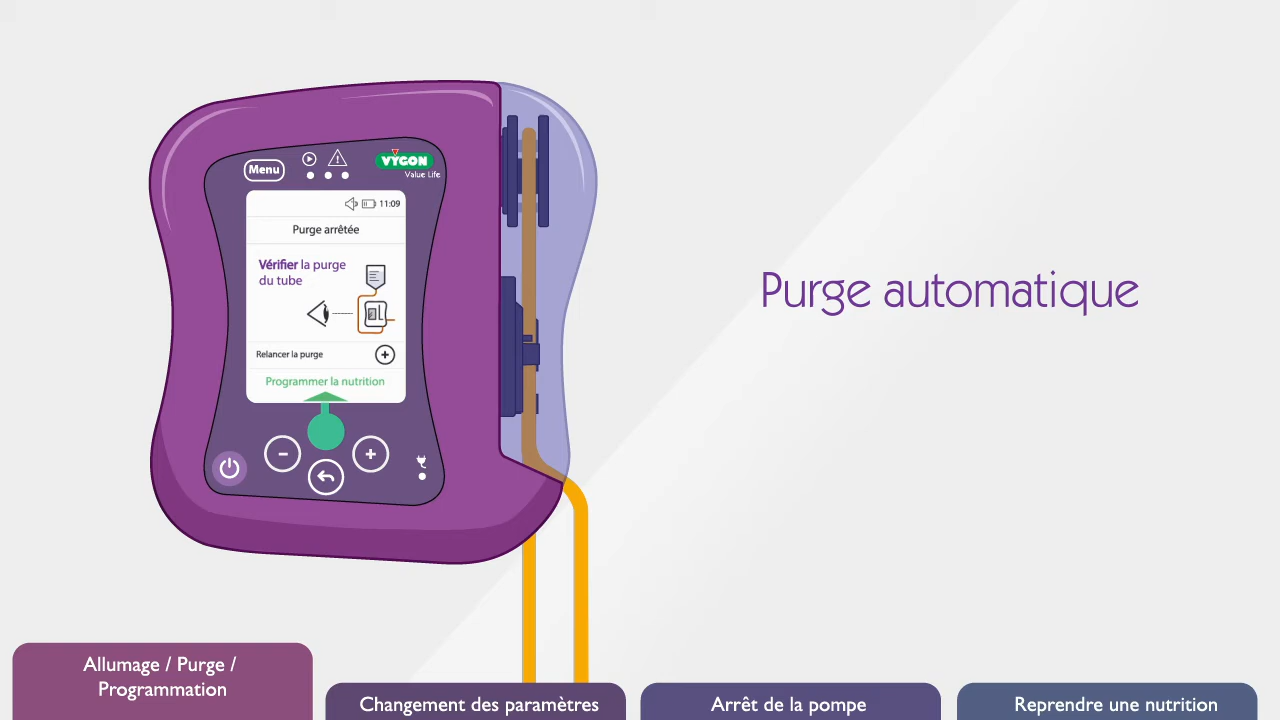 Menu
VYGON
Value Life
11:09
Purge arrêtée
Vérifier la purge
du tube
Relancer la purge
Programmer la nutrition
Purge automatique
Allumage / Purge /
Programmation
Changement des paramètres
Arrêt de la pompe
Reprendre une nutrition